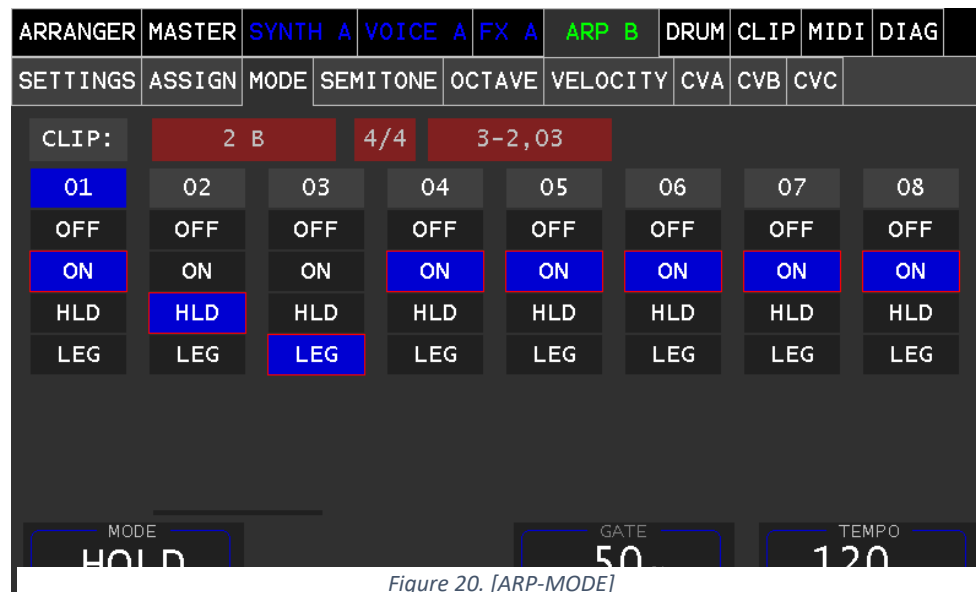 ARRANGER MASTER SYNTH A VOICE A FX A ARP B DRUM CLIP MIDI DIAG
SETTINGS ASSIGN MODE SEMITONE OCTAVE VELOCITY CVA CVB CVC
CLIP: 2 B 4/4 3-2,03
01 02 03 04 05 06 07 08
OFF OFF OFF OFF OFF OFF OFF OFF
ON ON ON ON ON ON ON ON
HLD HLD HLD HLD HLD HLD HLD HLD
LEG LEG LEG LEG LEG LEG LEG LEG
MODE GATE TEMPO
HOLD 50 120
Figure 20. [ARP-MODE]